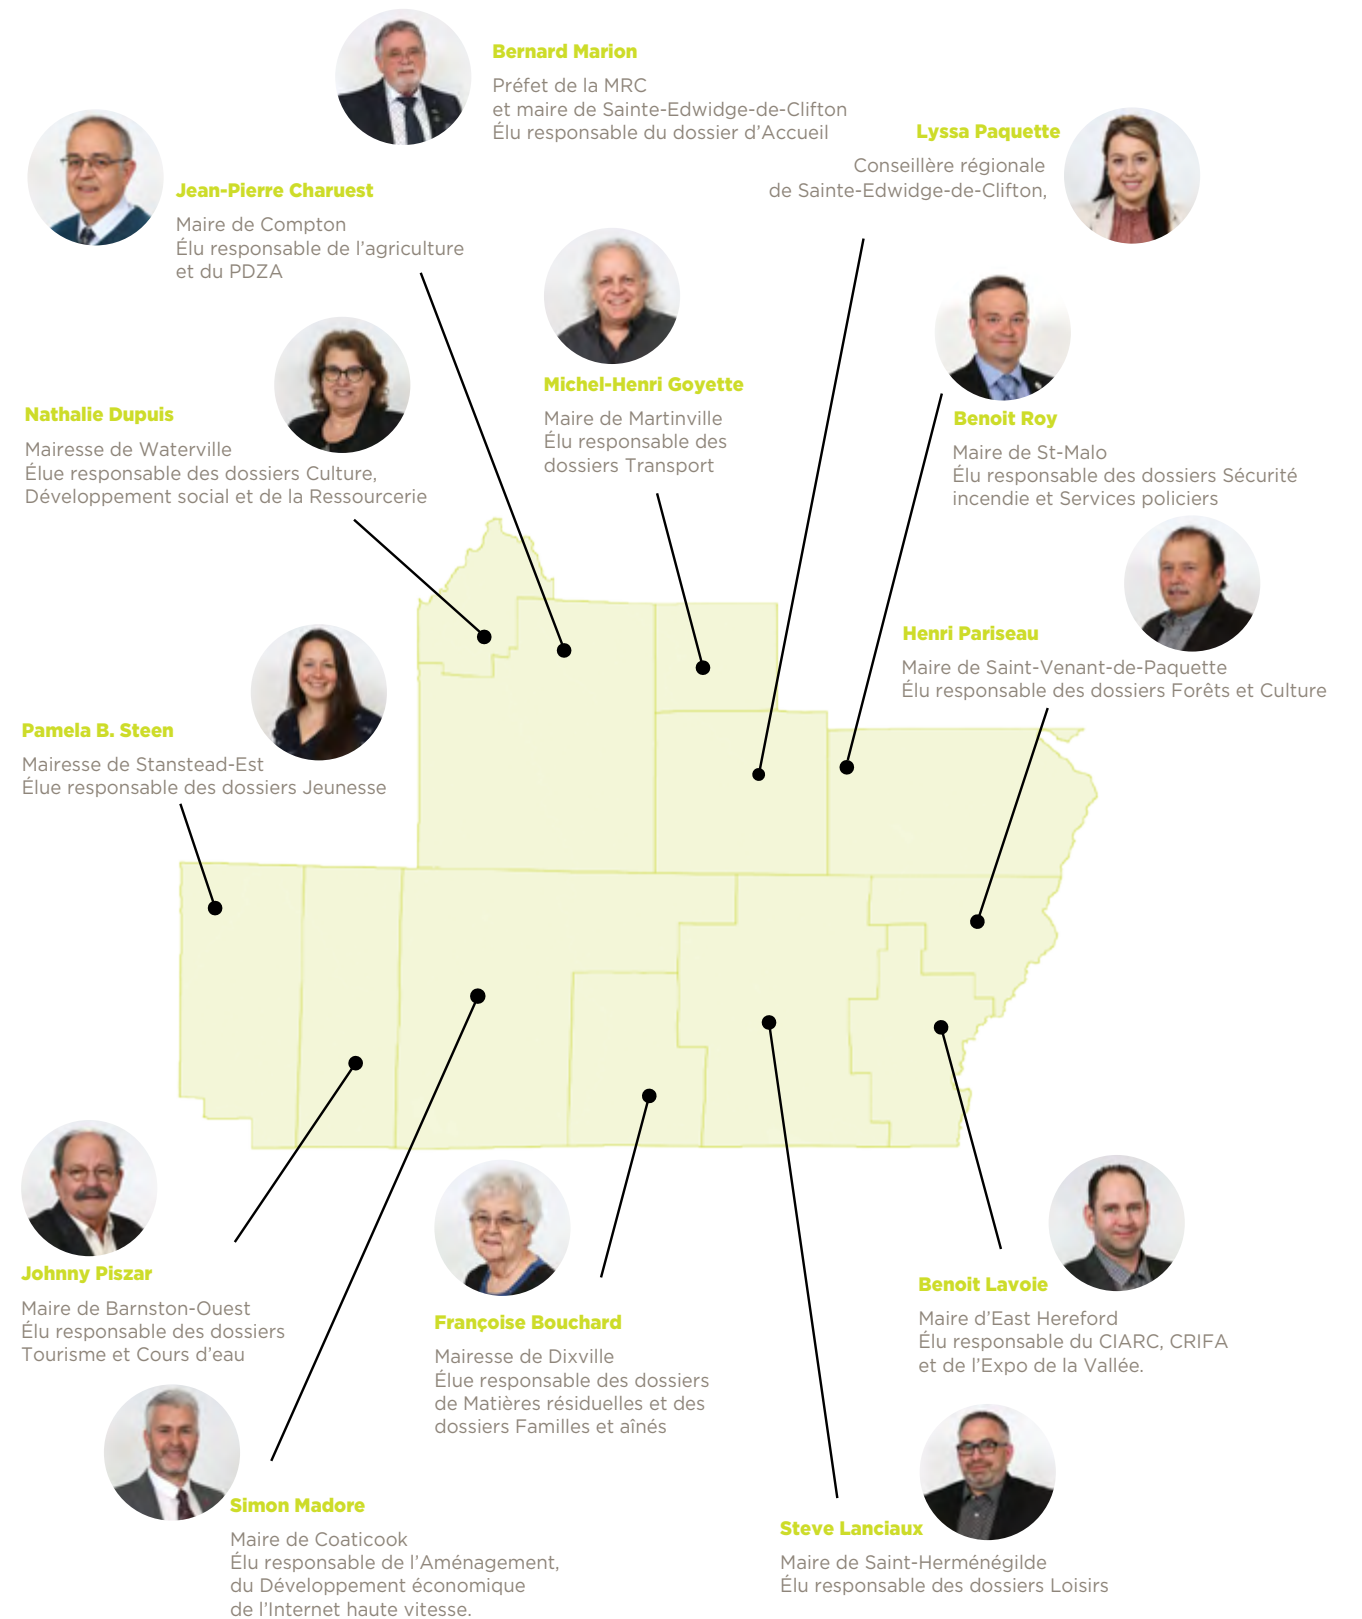 Bernard Marion
Préfet de la MRC
et maire de Sainte-Edwidge-de-Clifton
Élu responsable du dossier d'Accueil
Lyssa Paquette
Conseillère régionale
de Sainte-Edwidge-de-Clifton,
Jean-Pierre Charuest
Maire de Compton
Élu responsable de l'agriculture
et du PDZA
Michel-Henri Goyette
Maire de Martinville
Élu responsable des
dossiers Transport
Benoit Roy
Maire de St-Malo
Élu responsable des dossiers Sécurité
incendie et Services policiers
Nathalie Dupuis
Mairesse de Waterville
Élue responsable des dossiers Culture,
Développement social et de la Ressourcerie
Henri Pariseau
Maire de Saint-Venant-de-Paquette
Élu responsable des dossiers Forêts et Culture
Pamela B. Steen
Mairesse de Stanstead-Est
Élue responsable des dossiers Jeunesse
Johnny Piszar
Maire de Barnston-Ouest
Élu responsable des dossiers
Tourisme et Cours d'eau
Françoise Bouchard
Mairesse de Dixville
Élue responsable des dossiers
de Matières résiduelles et des
dossiers Familles et aînés
Benoit Lavoie
Maire d'East Hereford
Élu responsable du CIARC, CRIFA
et de l'Expo de la Vallée.
Simon Madore
Maire de Coaticook
Élu responsable de l'Aménagement,
du Développement économique
de l'Internet haute vitesse.
Steve Lanciaux
Maire de Saint-Herménégilde
Élu responsable des dossiers Loisirs